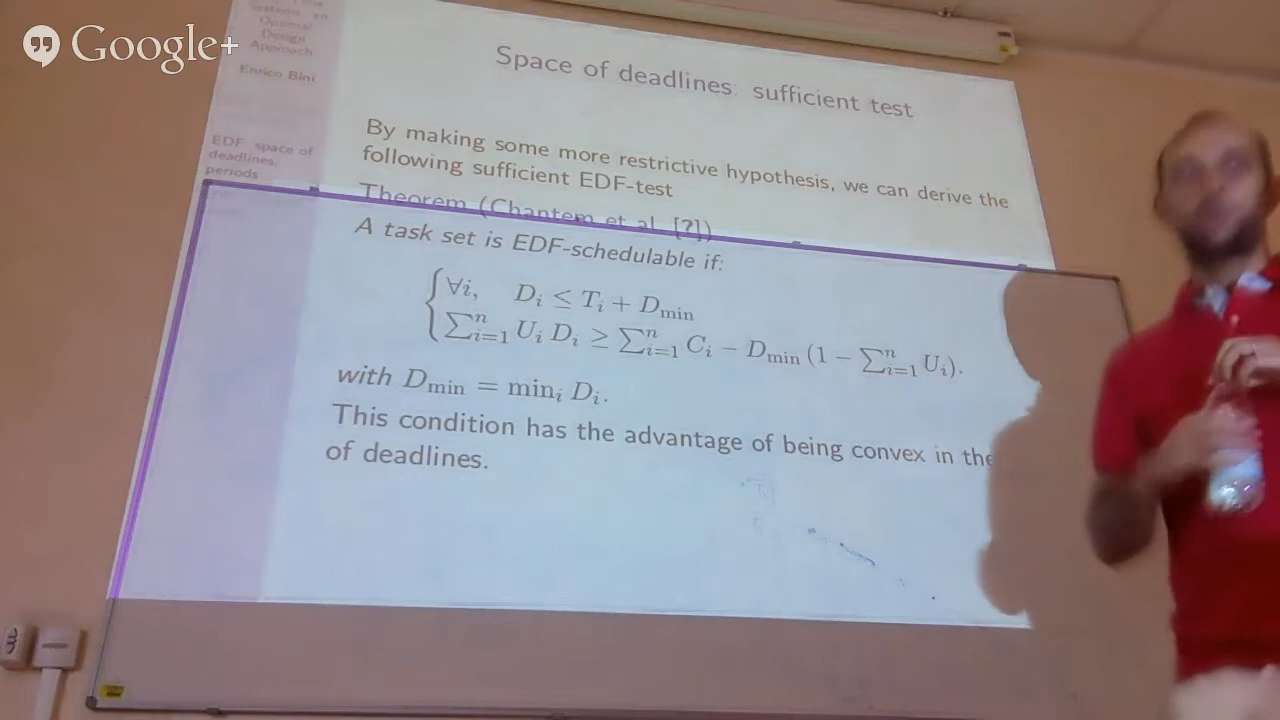 Google+
Optimal
Design
Approach
Enrico Bini
EDF space of
deadlines,
periods
Space of deadlines: sufficient test
By making some more restrictive hypothesis, we can derive the
following sufficient EDF-test
Theorem (Chantem et al. [?])
A task set is EDF-schedulable if:
∀i, D_i ≤ T_i + D_min
∑_{i=1}^n U_i D_i ≥ ∑_{i=1}^n C_i − D_min (1 − ∑_{i=1}^n U_i).
with D_min = min_i D_i.
This condition has the advantage of being convex in the
of deadlines.